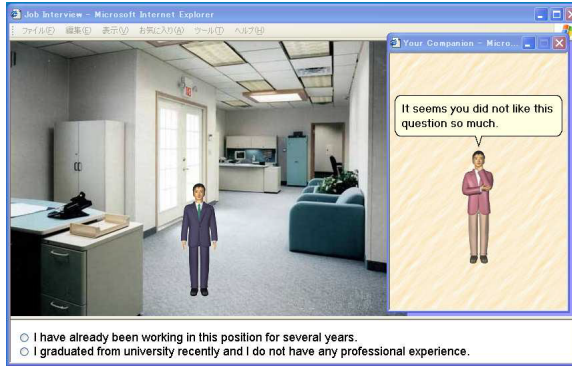 Job Interview - Microsoft Internet Explorer
ファイル(F) 編集(E) 表示(V) お気に入り(A) ツール(T) ヘルプ(H)
Your Companion - Micro...
It seems you did not like this
question so much.
I have already been working in this position for several years.
I graduated from university recently and I do not have any professional experience.